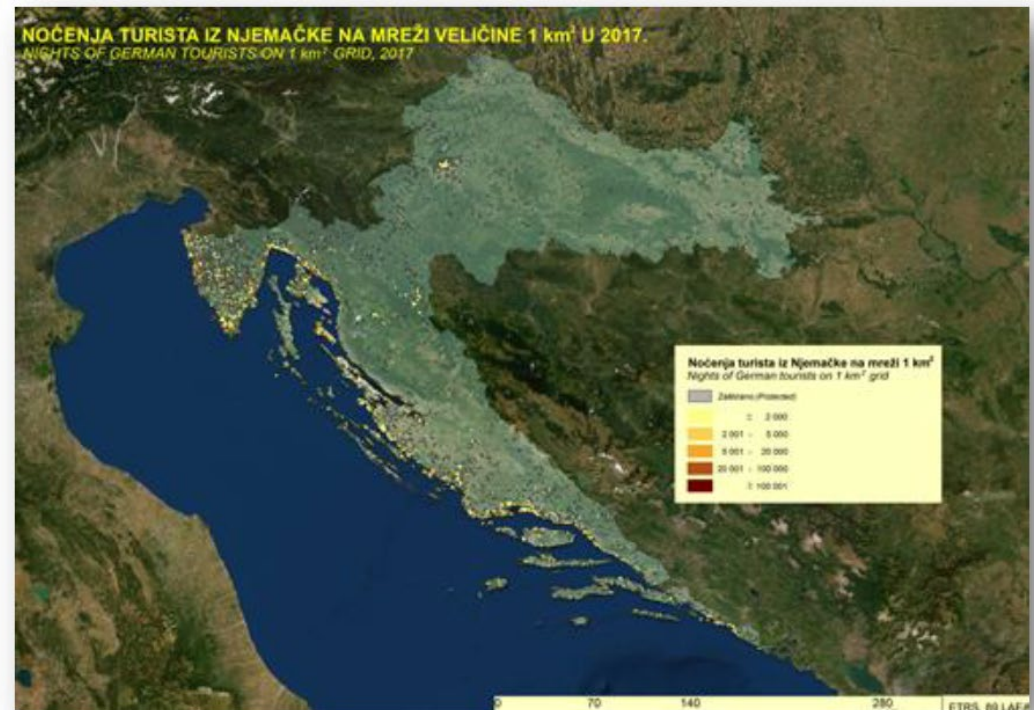 NOĆENJA TURISTA IZ NJEMAČKE NA MREŽI VELIČINE 1 km² U 2017.
NIGHTS OF GERMAN TOURISTS ON 1 km² GRID, 2017
Noćenja turista iz Njemačke na mreži 1 km²
Nights of German tourists on 1 km² grid
Zaštićeno (Protected)
2 000
2 001 - 5 000
5 001 - 20 000
20 001 - 100 000
100 001
0 70 140 280
ETRS_89